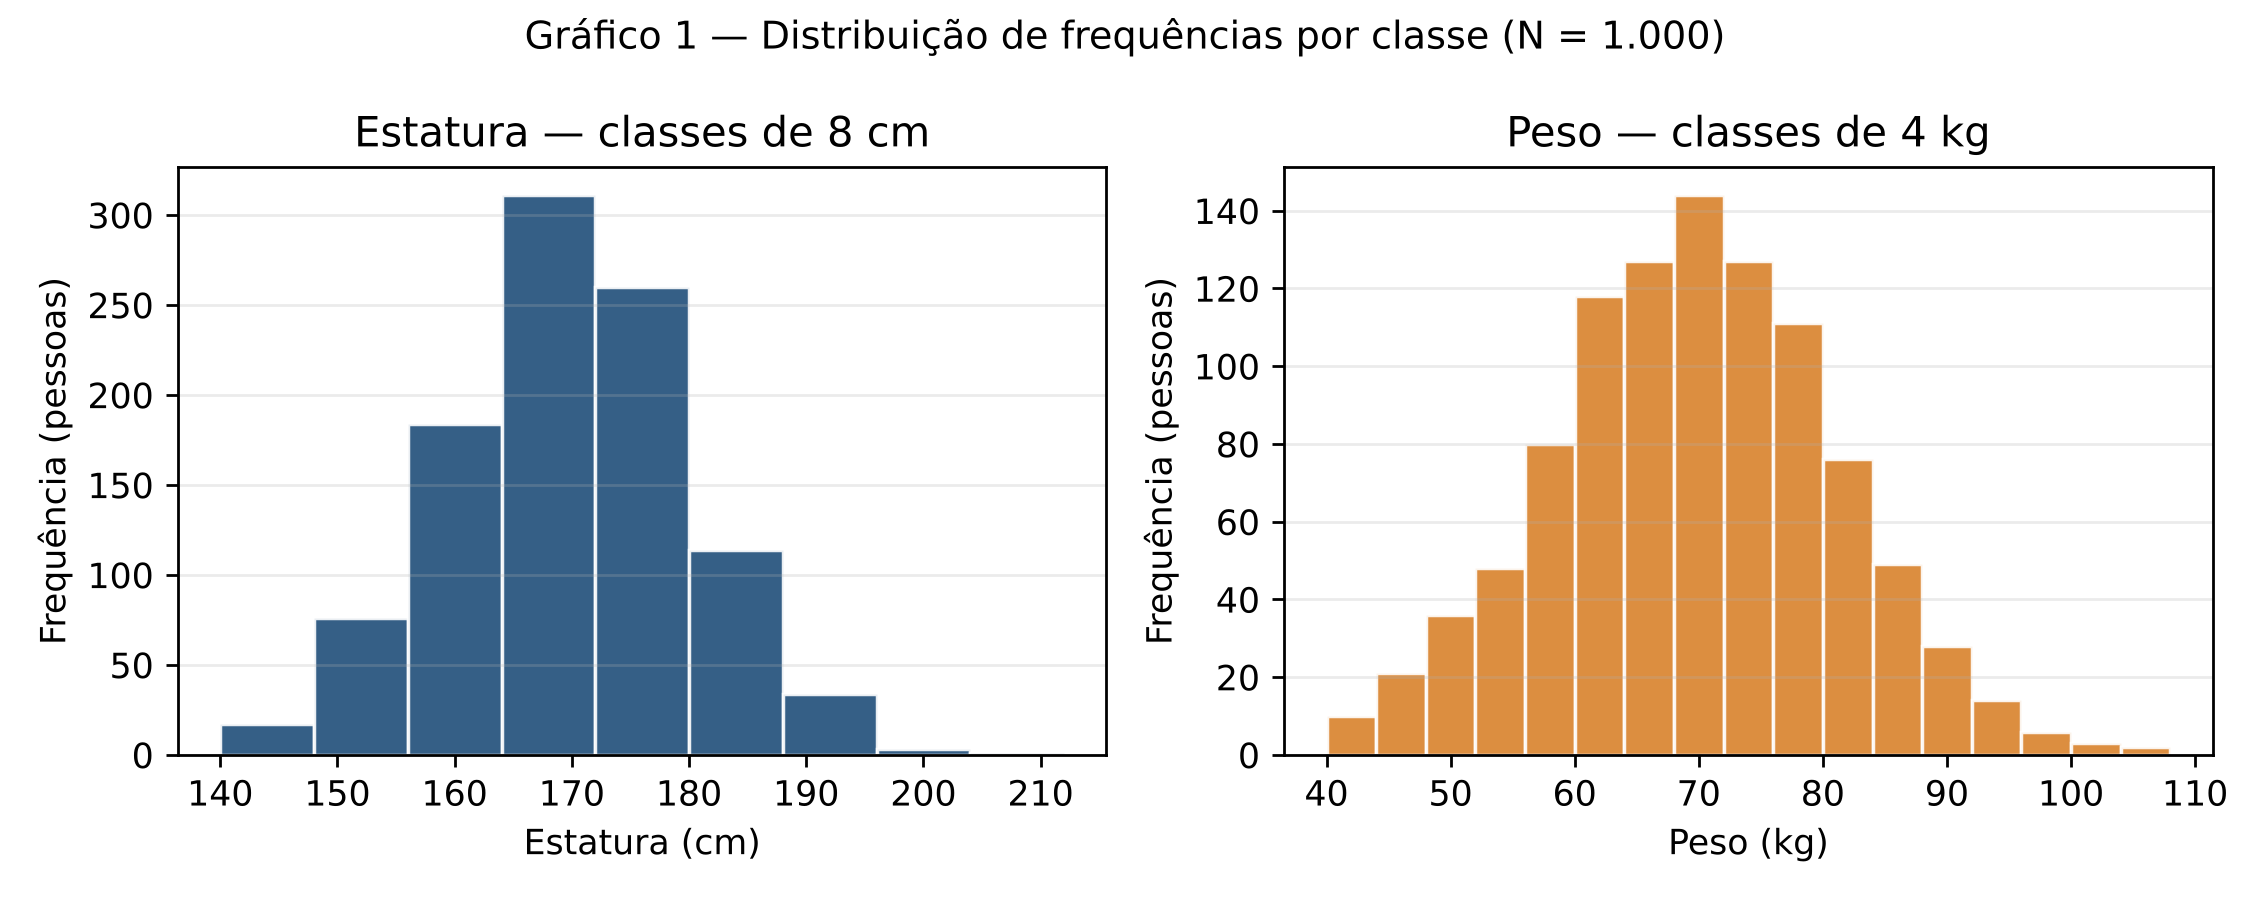 Gráfico 1 — Distribuição de frequências por classe (N = 1.000)
Estatura — classes de 8 cm
Frequência (pessoas)
300
250
200
150
100
50
0
140 150 160 170 180 190 200 210
Estatura (cm)
Peso — classes de 4 kg
Frequência (pessoas)
140
120
100
80
60
40
20
0
40 50 60 70 80 90 100 110
Peso (kg)